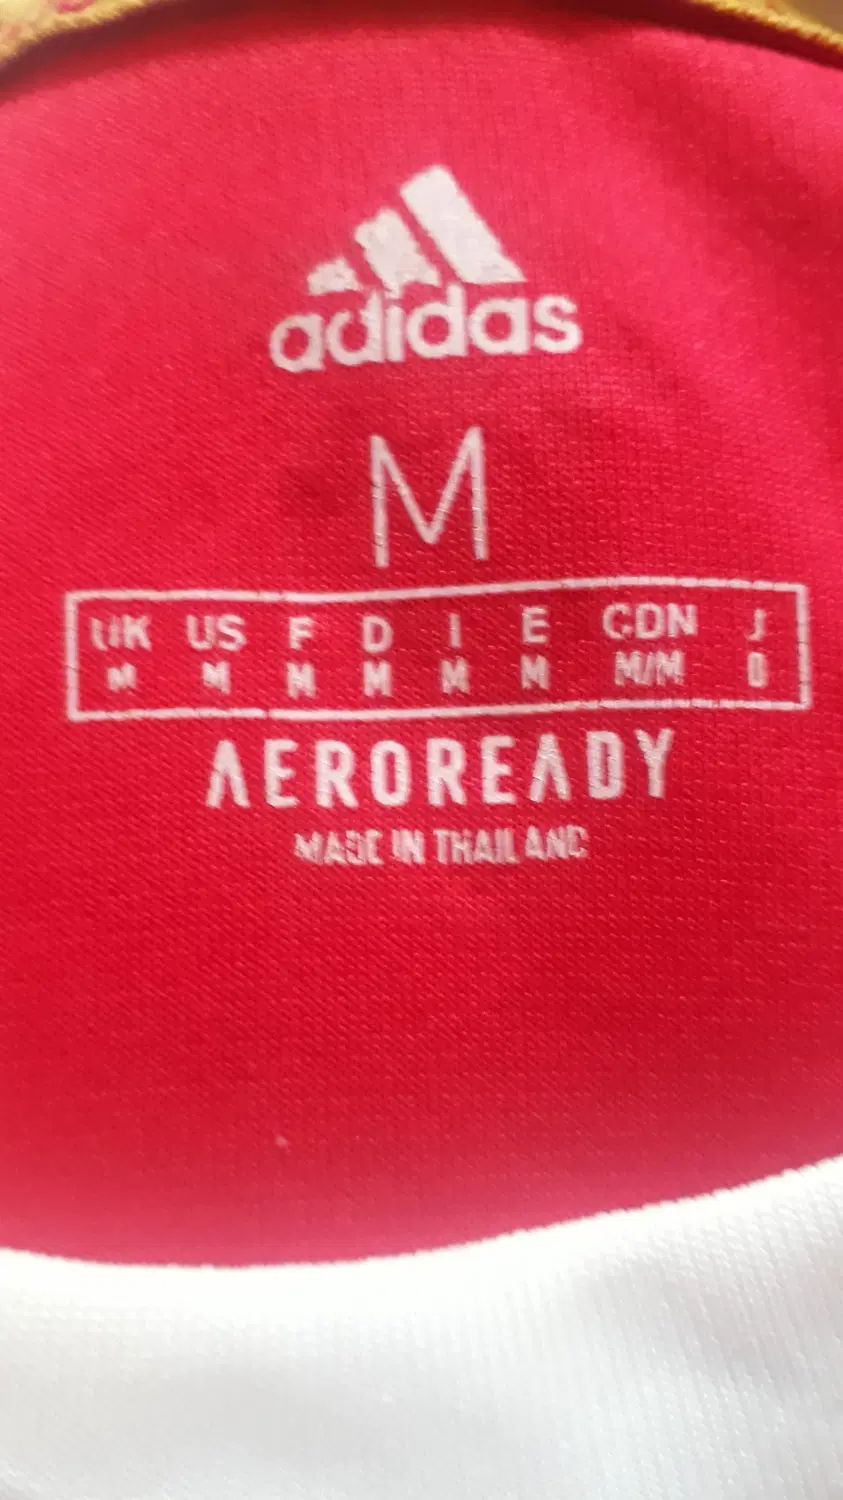 adidas
M
UK US F D I E CDN J
M M M M M M M/M O
AEROREADY
MADE IN THAILAND